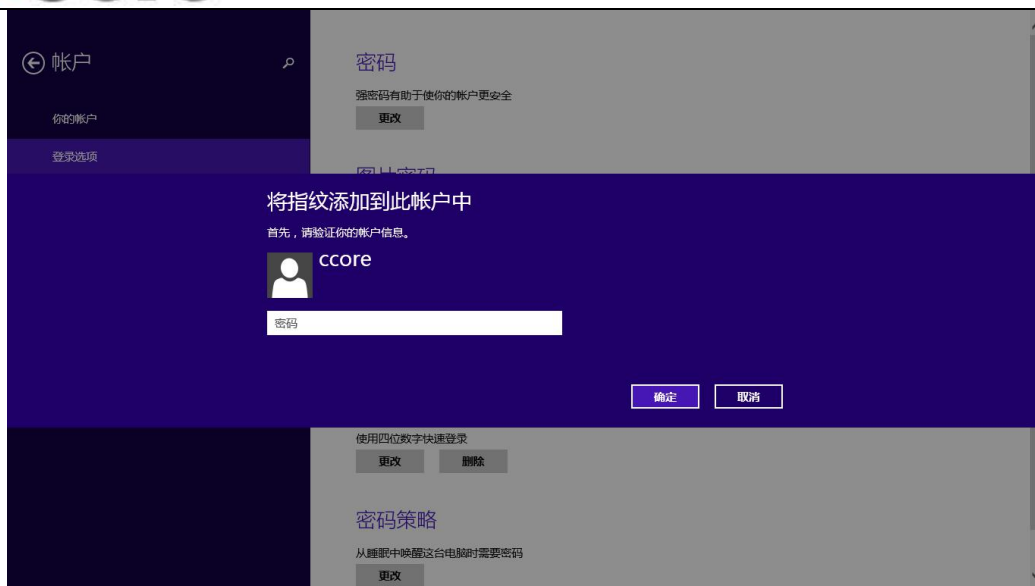 帐户
你的帐户
登录选项
密码
强密码有助于使你的帐户更安全
更改
图片密码
将指纹添加到此帐户中
首先，请验证你的帐户信息。
ccore
密码
确定 取消
使用四位数字快速登录
更改 删除
密码策略
从睡眠中唤醒这台电脑时需要密码
更改